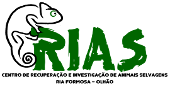 RIAS
CENTRO DE RECUPERAÇÃO E INVESTIGAÇÃO DE ANIMAIS SELVAGENS
RIA FORMOSA – OLHÃO